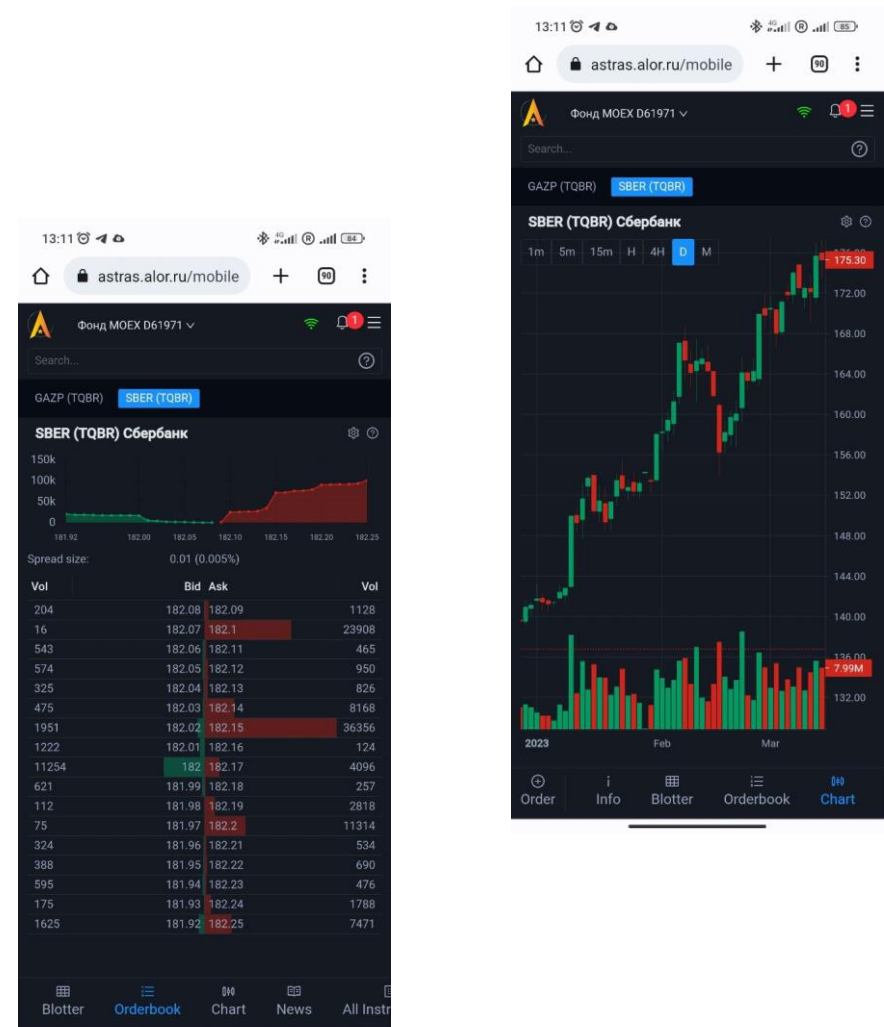 13:11
4G
R
84
astras.alor.ru/mobile
90
Фонд MOEX D61971
1
Search...
GAZP (TQBR) SBER (TQBR)
SBER (TQBR) Сбербанк
150k
100k
50k
0
181.92 182.00 182.05 182.10 182.15 182.20 182.25
Spread size: 0.01 (0.005%)
Vol Bid Ask Vol
204 182.08 182.09 1128
16 182.07 182.1 23908
543 182.06 182.11 465
574 182.05 182.12 950
325 182.04 182.13 826
475 182.03 182.14 8168
1951 182.02 182.15 36356
1222 182.01 182.16 124
11254 182 182.17 4096
621 181.99 182.18 257
112 181.98 182.19 2818
75 181.97 182.2 11314
324 181.96 182.21 534
388 181.95 182.22 690
595 181.94 182.23 476
175 181.93 182.24 1788
1625 181.92 182.25 7471
Blotter Orderbook Chart News All Instr
13:11
4G
R
85
astras.alor.ru/mobile
90
Фонд MOEX D61971
1
Search...
GAZP (TQBR) SBER (TQBR)
SBER (TQBR) Сбербанк
1m 5m 15m H 4H D M
175.30
172.00
168.00
164.00
160.00
156.00
152.00
148.00
144.00
140.00
136.00
7.99M
132.00
2023 Feb Mar
Order Info Blotter Orderbook Chart